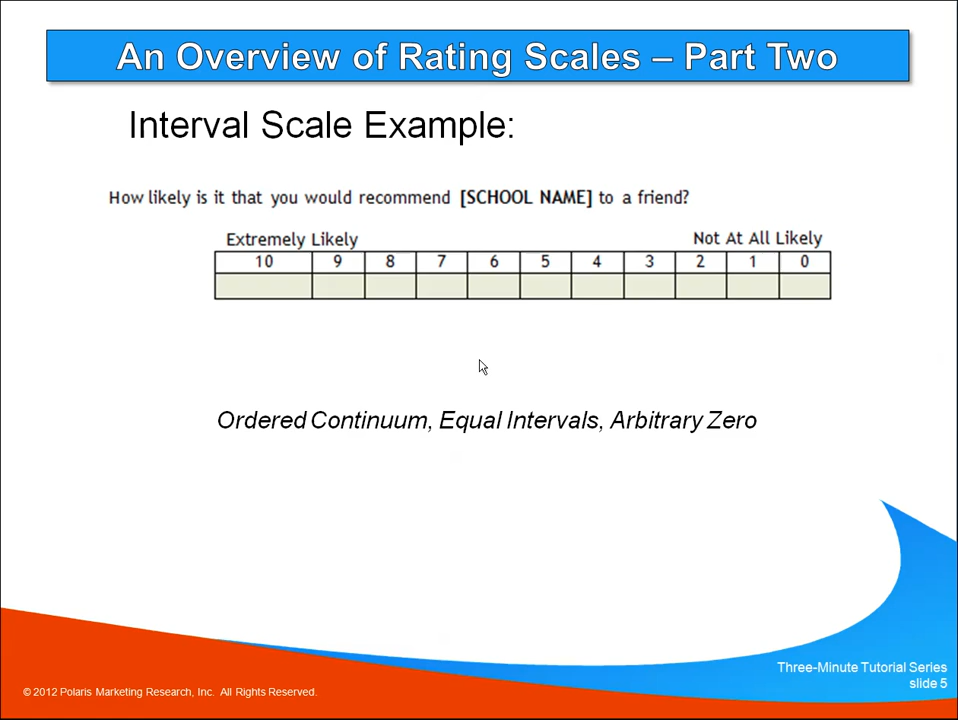 An Overview of Rating Scales – Part Two
Interval Scale Example:
How likely is it that you would recommend [SCHOOL NAME] to a friend?
Extremely Likely Not At All Likely
10 9 8 7 6 5 4 3 2 1 0
Ordered Continuum, Equal Intervals, Arbitrary Zero
Three-Minute Tutorial Series
slide 5
© 2012 Polaris Marketing Research, Inc. All Rights Reserved.